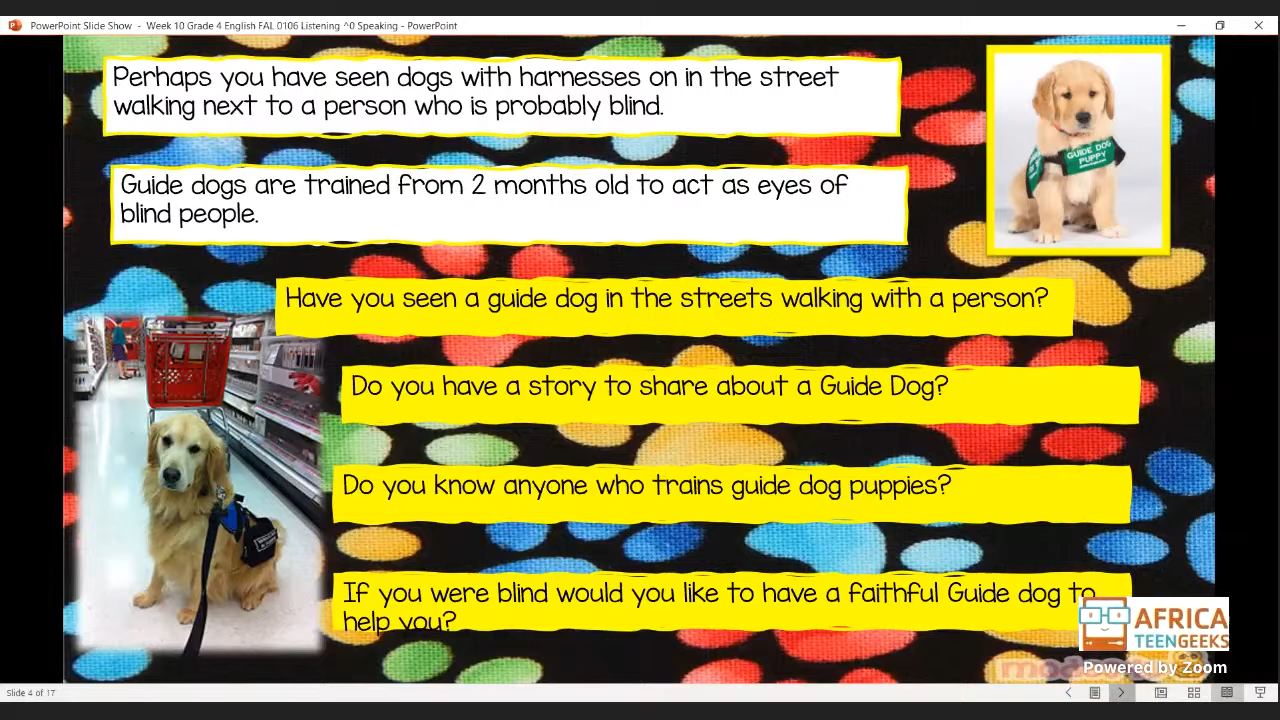 PowerPoint Slide Show - Week 10 Grade 4 English FAL 0106 Listening ^0 Speaking - PowerPoint
Perhaps you have seen dogs with harnesses on in the street
walking next to a person who is probably blind.
GUIDE DOG
PUPPY
Guide dogs are trained from 2 months old to act as eyes of
blind people.
Have you seen a guide dog in the streets walking with a person?
Do you have a story to share about a Guide Dog?
Do you know anyone who trains guide dog puppies?
If you were blind would you like to have a faithful Guide dog to
help you?
AFRICA
TEENGEEKS
Powered by Zoom
Slide 4 of 17